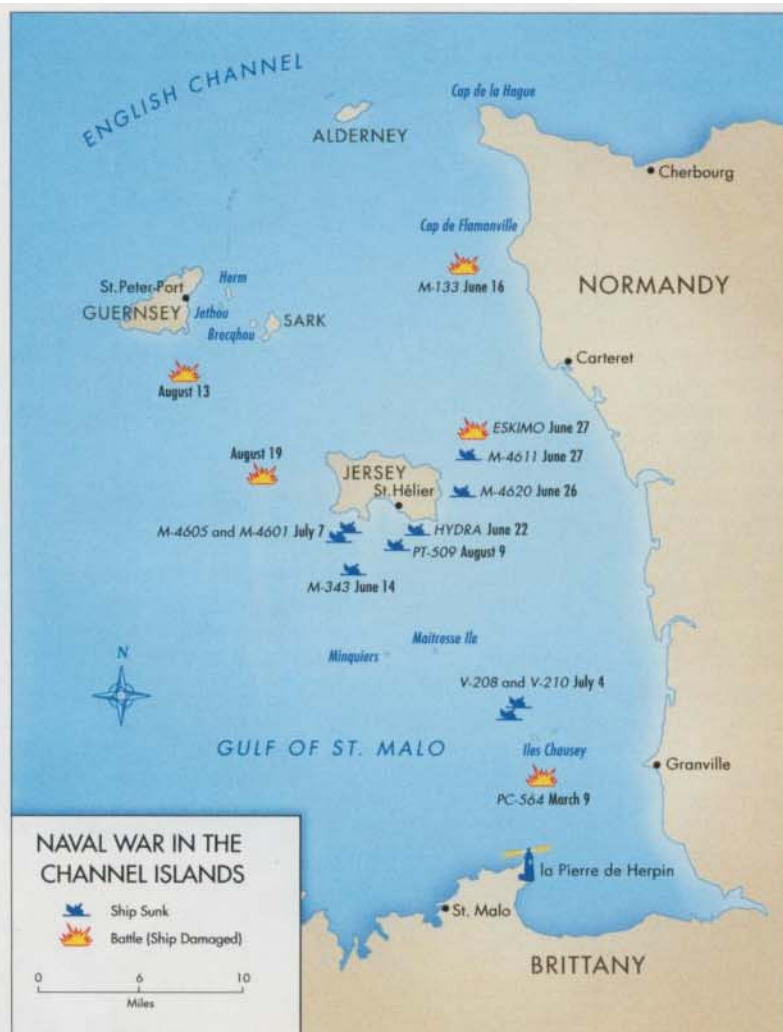 ENGLISH CHANNEL
Cap de la Hague
ALDERNEY
Cherbourg
Cap de Flamanville
M-133 June 16
NORMANDY
St. Peter-Port
Herm
GUERNSEY
Jethou
SARK
Brecqhou
Carteret
August 13
ESKIMO June 27
August 19
M-4611 June 27
JERSEY
St. Hélier
M-4620 June 26
M-4605 and M-4601 July 7
HYDRA June 22
PT-509 August 9
M-343 June 14
Maitresse Ile
Minquiers
N
V-208 and V-210 July 4
GULF OF ST. MALO
Iles Chausey
Granville
PC-564 March 9
NAVAL WAR IN THE
CHANNEL ISLANDS
Ship Sunk
Battle (Ship Damaged)
0 6 10
Miles
la Pierre de Herpin
St. Malo
BRITTANY